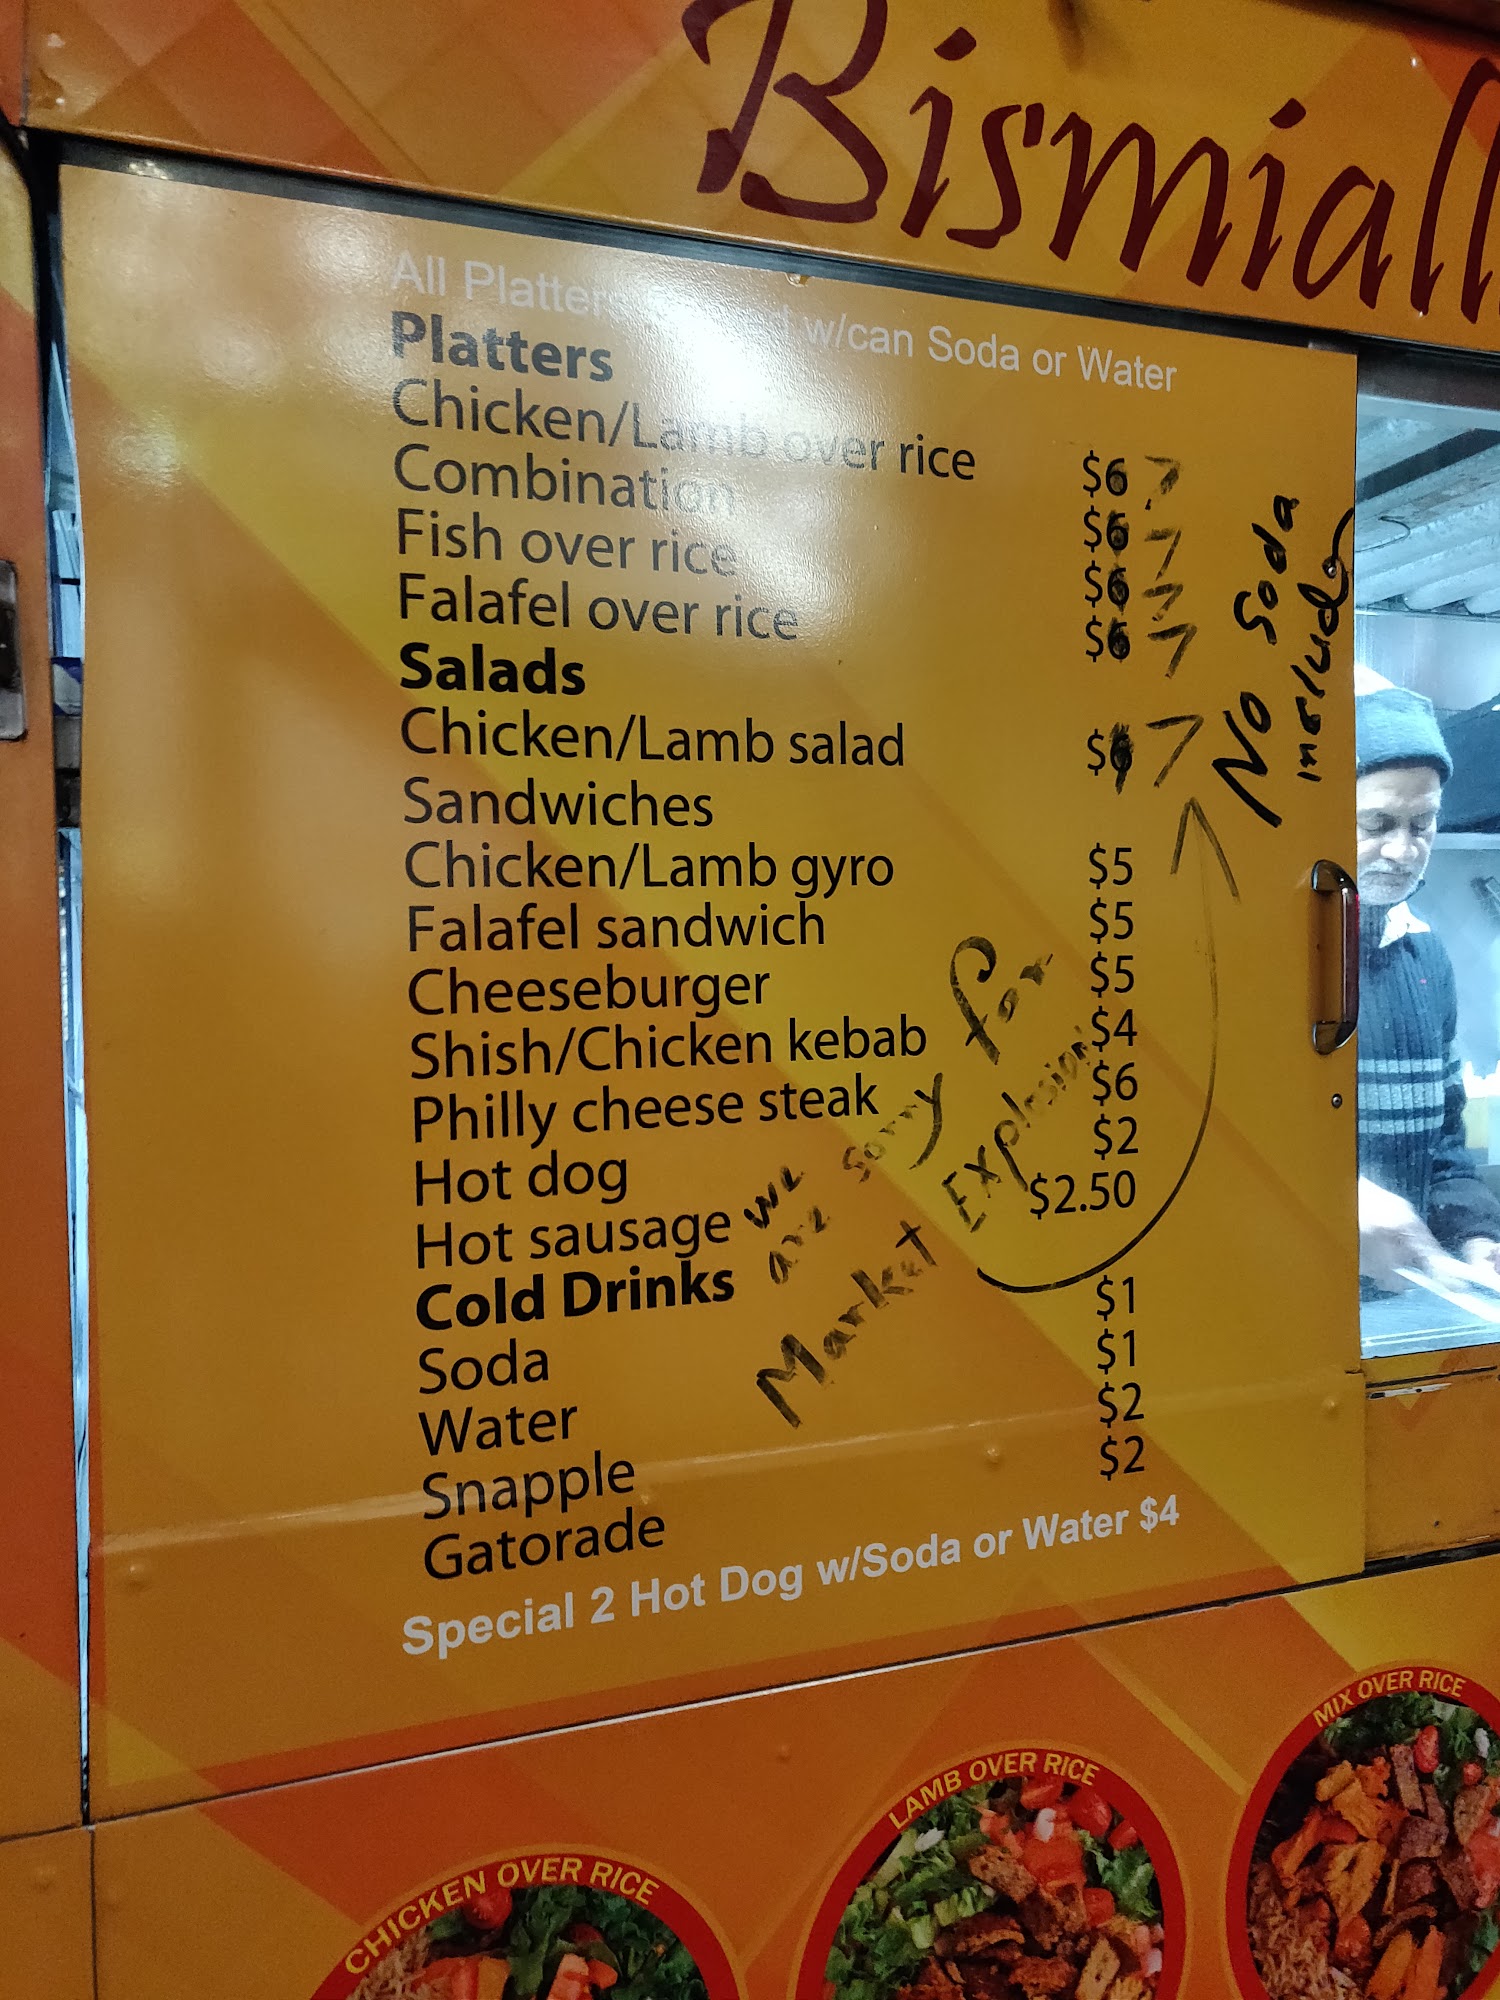 Bismiall
All Platters w/can Soda or Water
Platters
Chicken/Lamb over rice $6 7
Combination $6 7
Fish over rice $6 7
Falafel over rice $6 7
Salads
Chicken/Lamb salad $6 7
Sandwiches
Chicken/Lamb gyro $5
Falafel sandwich $5
Cheeseburger $5
Shish/Chicken kebab $4
Philly cheese steak $6
Hot dog $2
Hot sausage $2.50
Cold Drinks
Soda $1
Water $1
Snapple $2
Gatorade $2
Special 2 Hot Dog w/Soda or Water $4
No Soda
includ
we are sorry for
Market Explosion
CHICKEN OVER RICE
LAMB OVER RICE
MIX OVER RICE